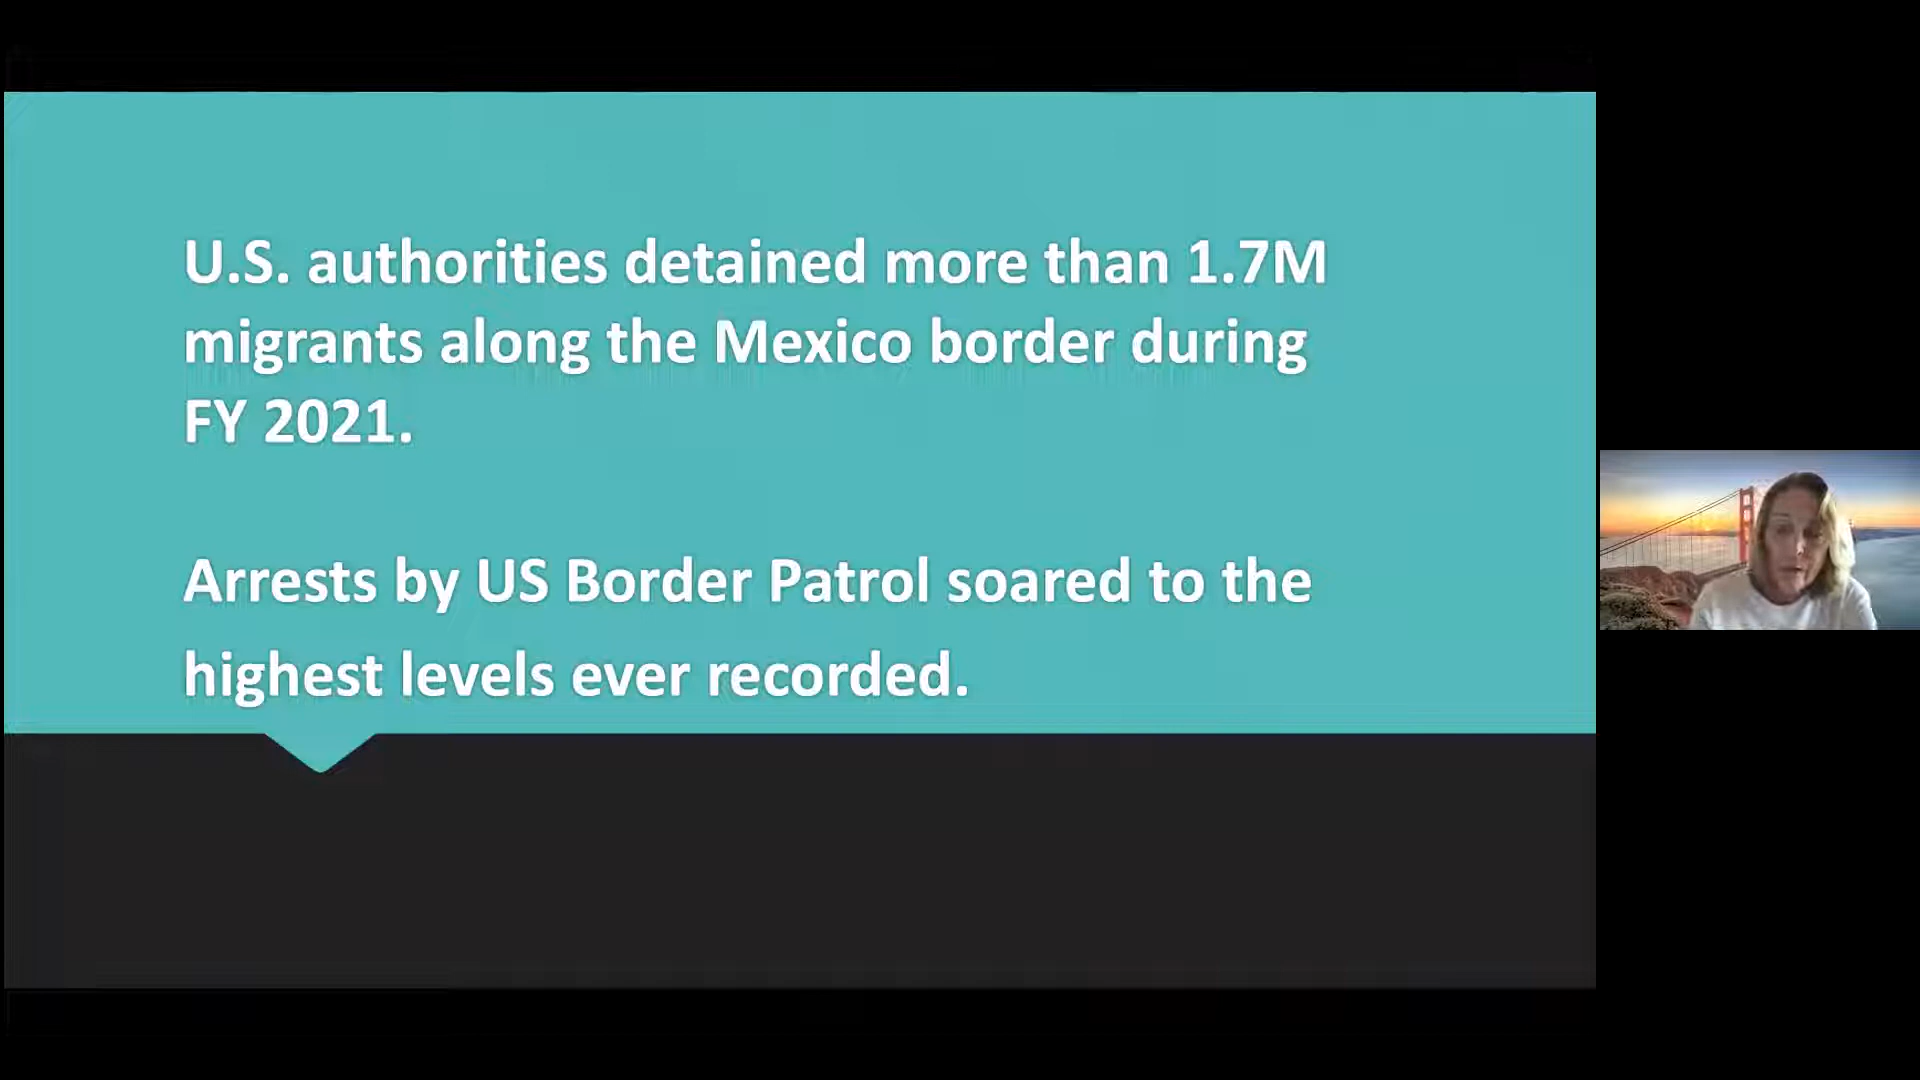 U.S. authorities detained more than 1.7M
migrants along the Mexico border during
FY 2021.
Arrests by US Border Patrol soared to the
highest levels ever recorded.